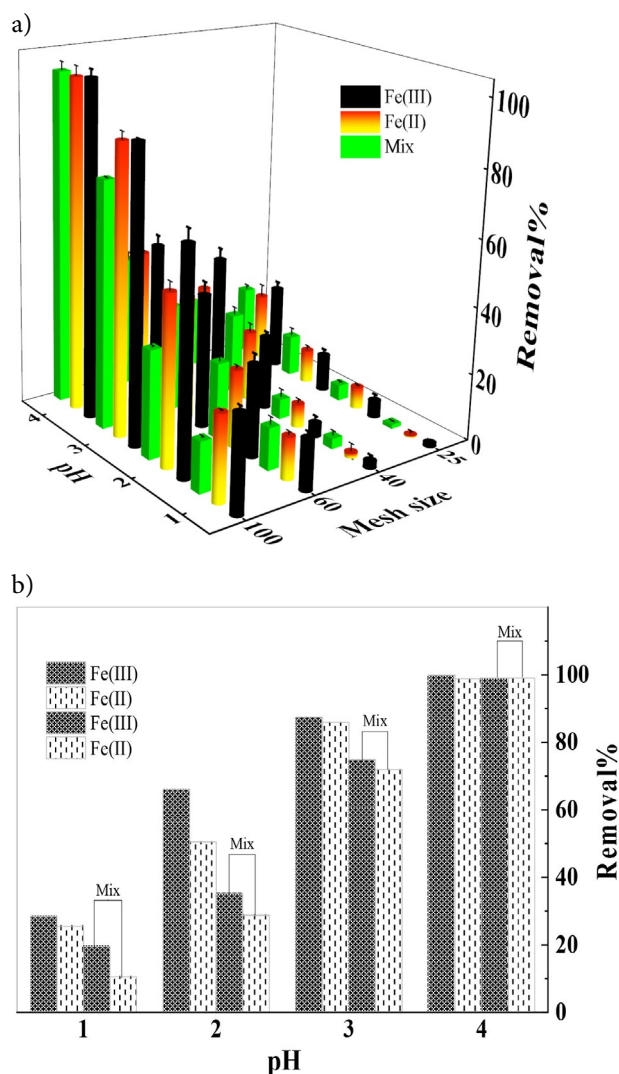 a)
Fe(III)
Fe(II)
Mix
100
80
60
40
20
0
Removal%
4
3
2
1
pH
100
60
40
25
Mesh size
b)
Fe(III)
Fe(II)
Fe(III)
Fe(II)
Mix
Mix
Mix
Mix
100
80
60
40
20
0
Removal%
1 2 3 4
pH